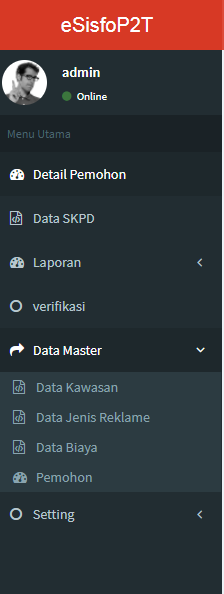 eSisfoP2T
admin
Online
Menu Utama
Detail Pemohon
Data SKPD
Laporan
verifikasi
Data Master
Data Kawasan
Data Jenis Reklame
Data Biaya
Pemohon
Setting